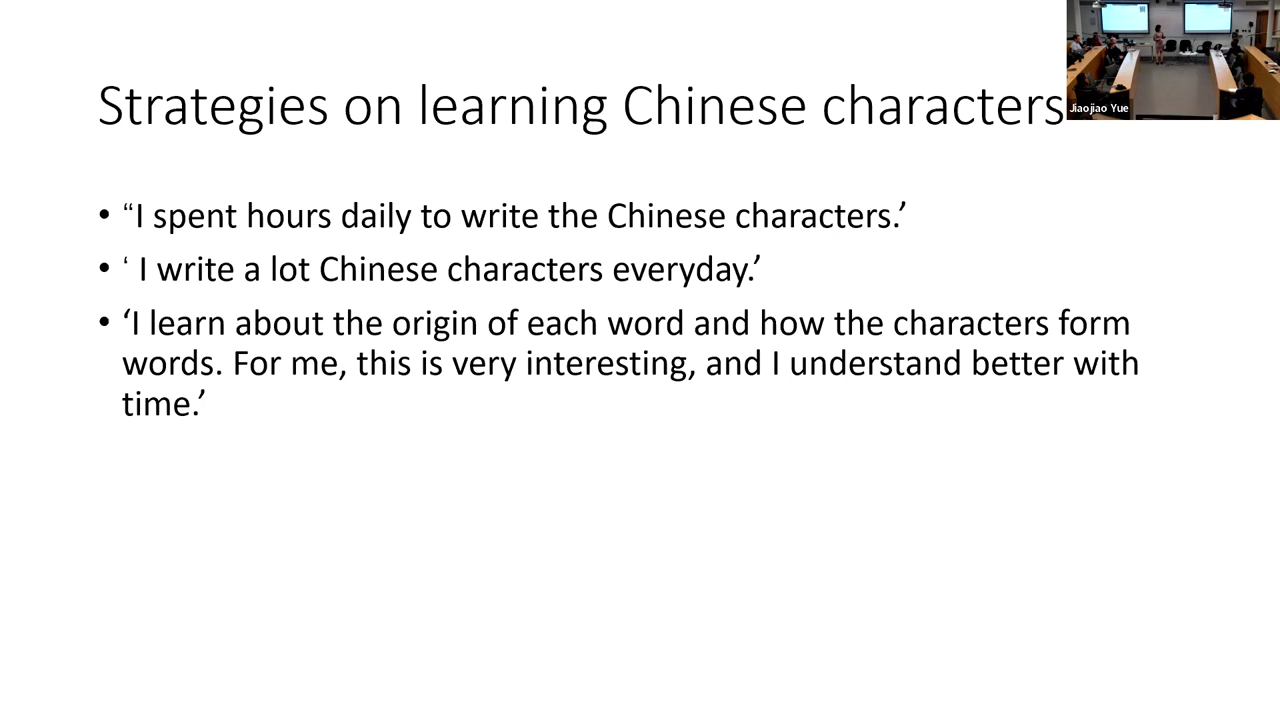 Strategies on learning Chinese characters
Jiaojiao Yue
• “I spent hours daily to write the Chinese characters.’
• ‘ I write a lot Chinese characters everyday.’
• ‘I learn about the origin of each word and how the characters form
words. For me, this is very interesting, and I understand better with
time.’